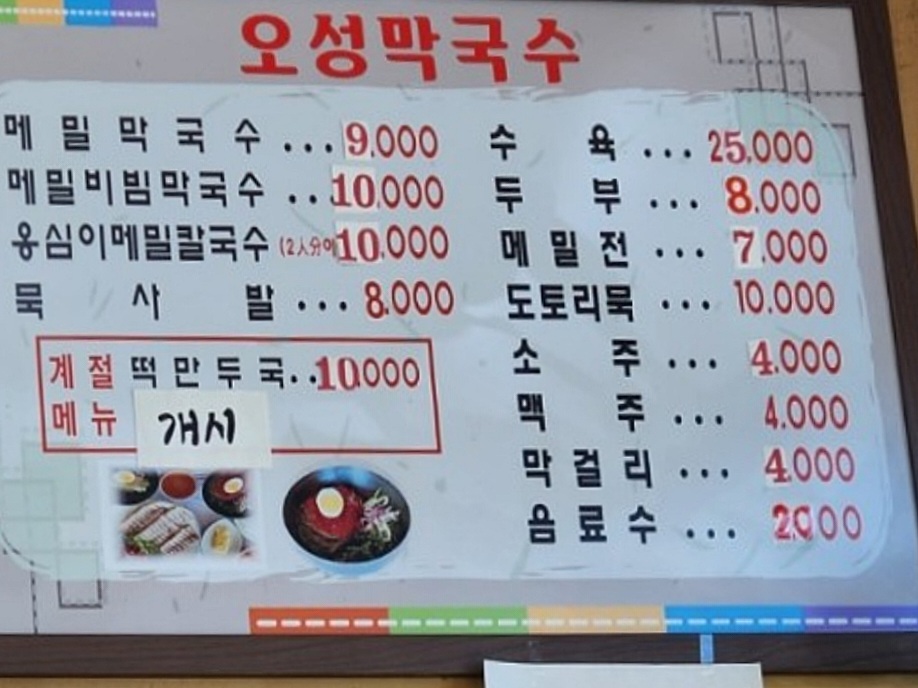 오성막국수
메밀막국수 ... 9.000
메밀비빔막국수 ..10.000
옹심이메밀칼국수 (2人分이 10.000
묵 사 발 ... 8.000
계절 떡만두국..10.000
메뉴 개시
수 육 ... 25.000
두 부 ... 8.000
메밀전 ... 7.000
도토리묵 ... 10.000
소 주 ... 4.000
맥 주 ... 4.000
막걸리 ... 4.000
음료수 ... 2000